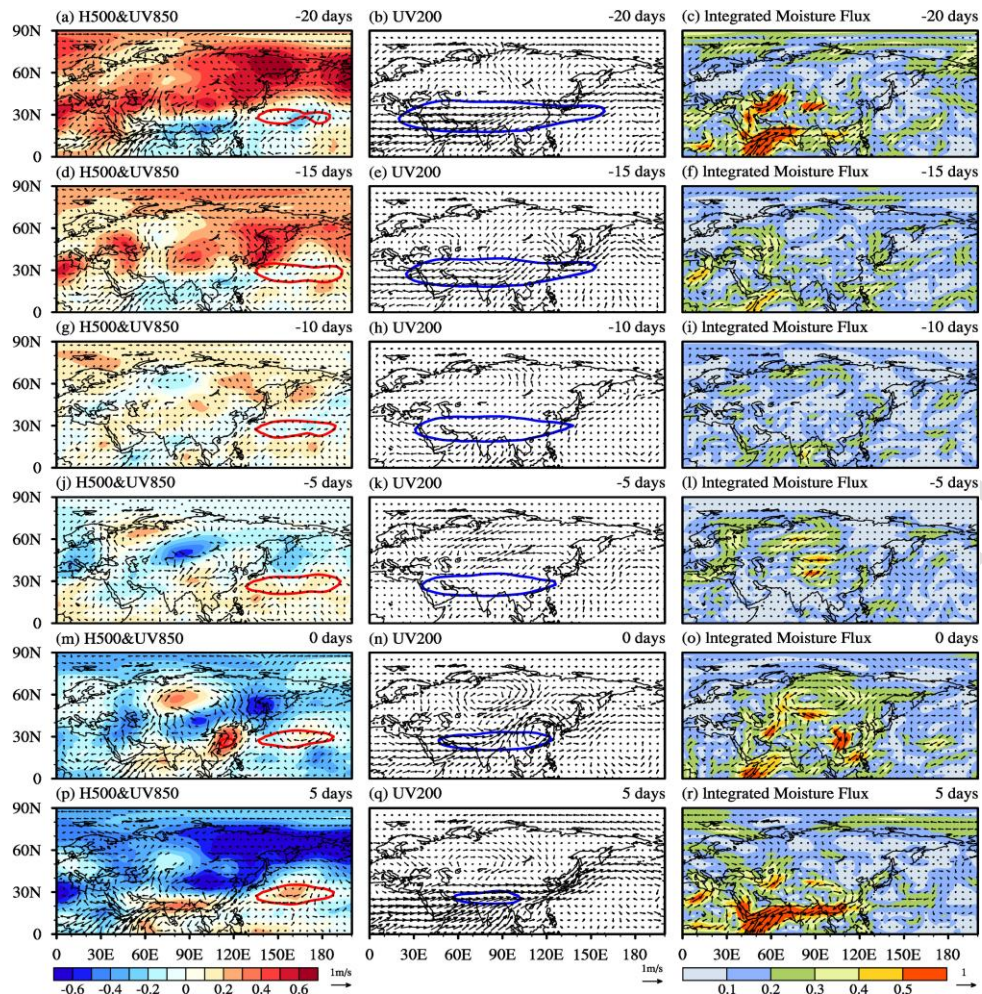 (a) H500&UV850 -20 days (b) UV200 -20 days (c) Integrated Moisture Flux -20 days
90N
60N
30N
0
(d) H500&UV850 -15 days (e) UV200 -15 days (f) Integrated Moisture Flux -15 days
90N
60N
30N
0
(g) H500&UV850 -10 days (h) UV200 -10 days (i) Integrated Moisture Flux -10 days
90N
60N
30N
0
(j) H500&UV850 -5 days (k) UV200 -5 days (l) Integrated Moisture Flux -5 days
90N
60N
30N
0
(m) H500&UV850 0 days (n) UV200 0 days (o) Integrated Moisture Flux 0 days
90N
60N
30N
0
(p) H500&UV850 5 days (q) UV200 5 days (r) Integrated Moisture Flux 5 days
90N
60N
30N
0
0 30E 60E 90E 120E 150E 180 0 30E 60E 90E 120E 150E 180 0 30E 60E 90E 120E 150E 180
1m/s 1m/s 1
-0.6 -0.4 -0.2 0 0.2 0.4 0.6 0.1 0.2 0.3 0.4 0.5